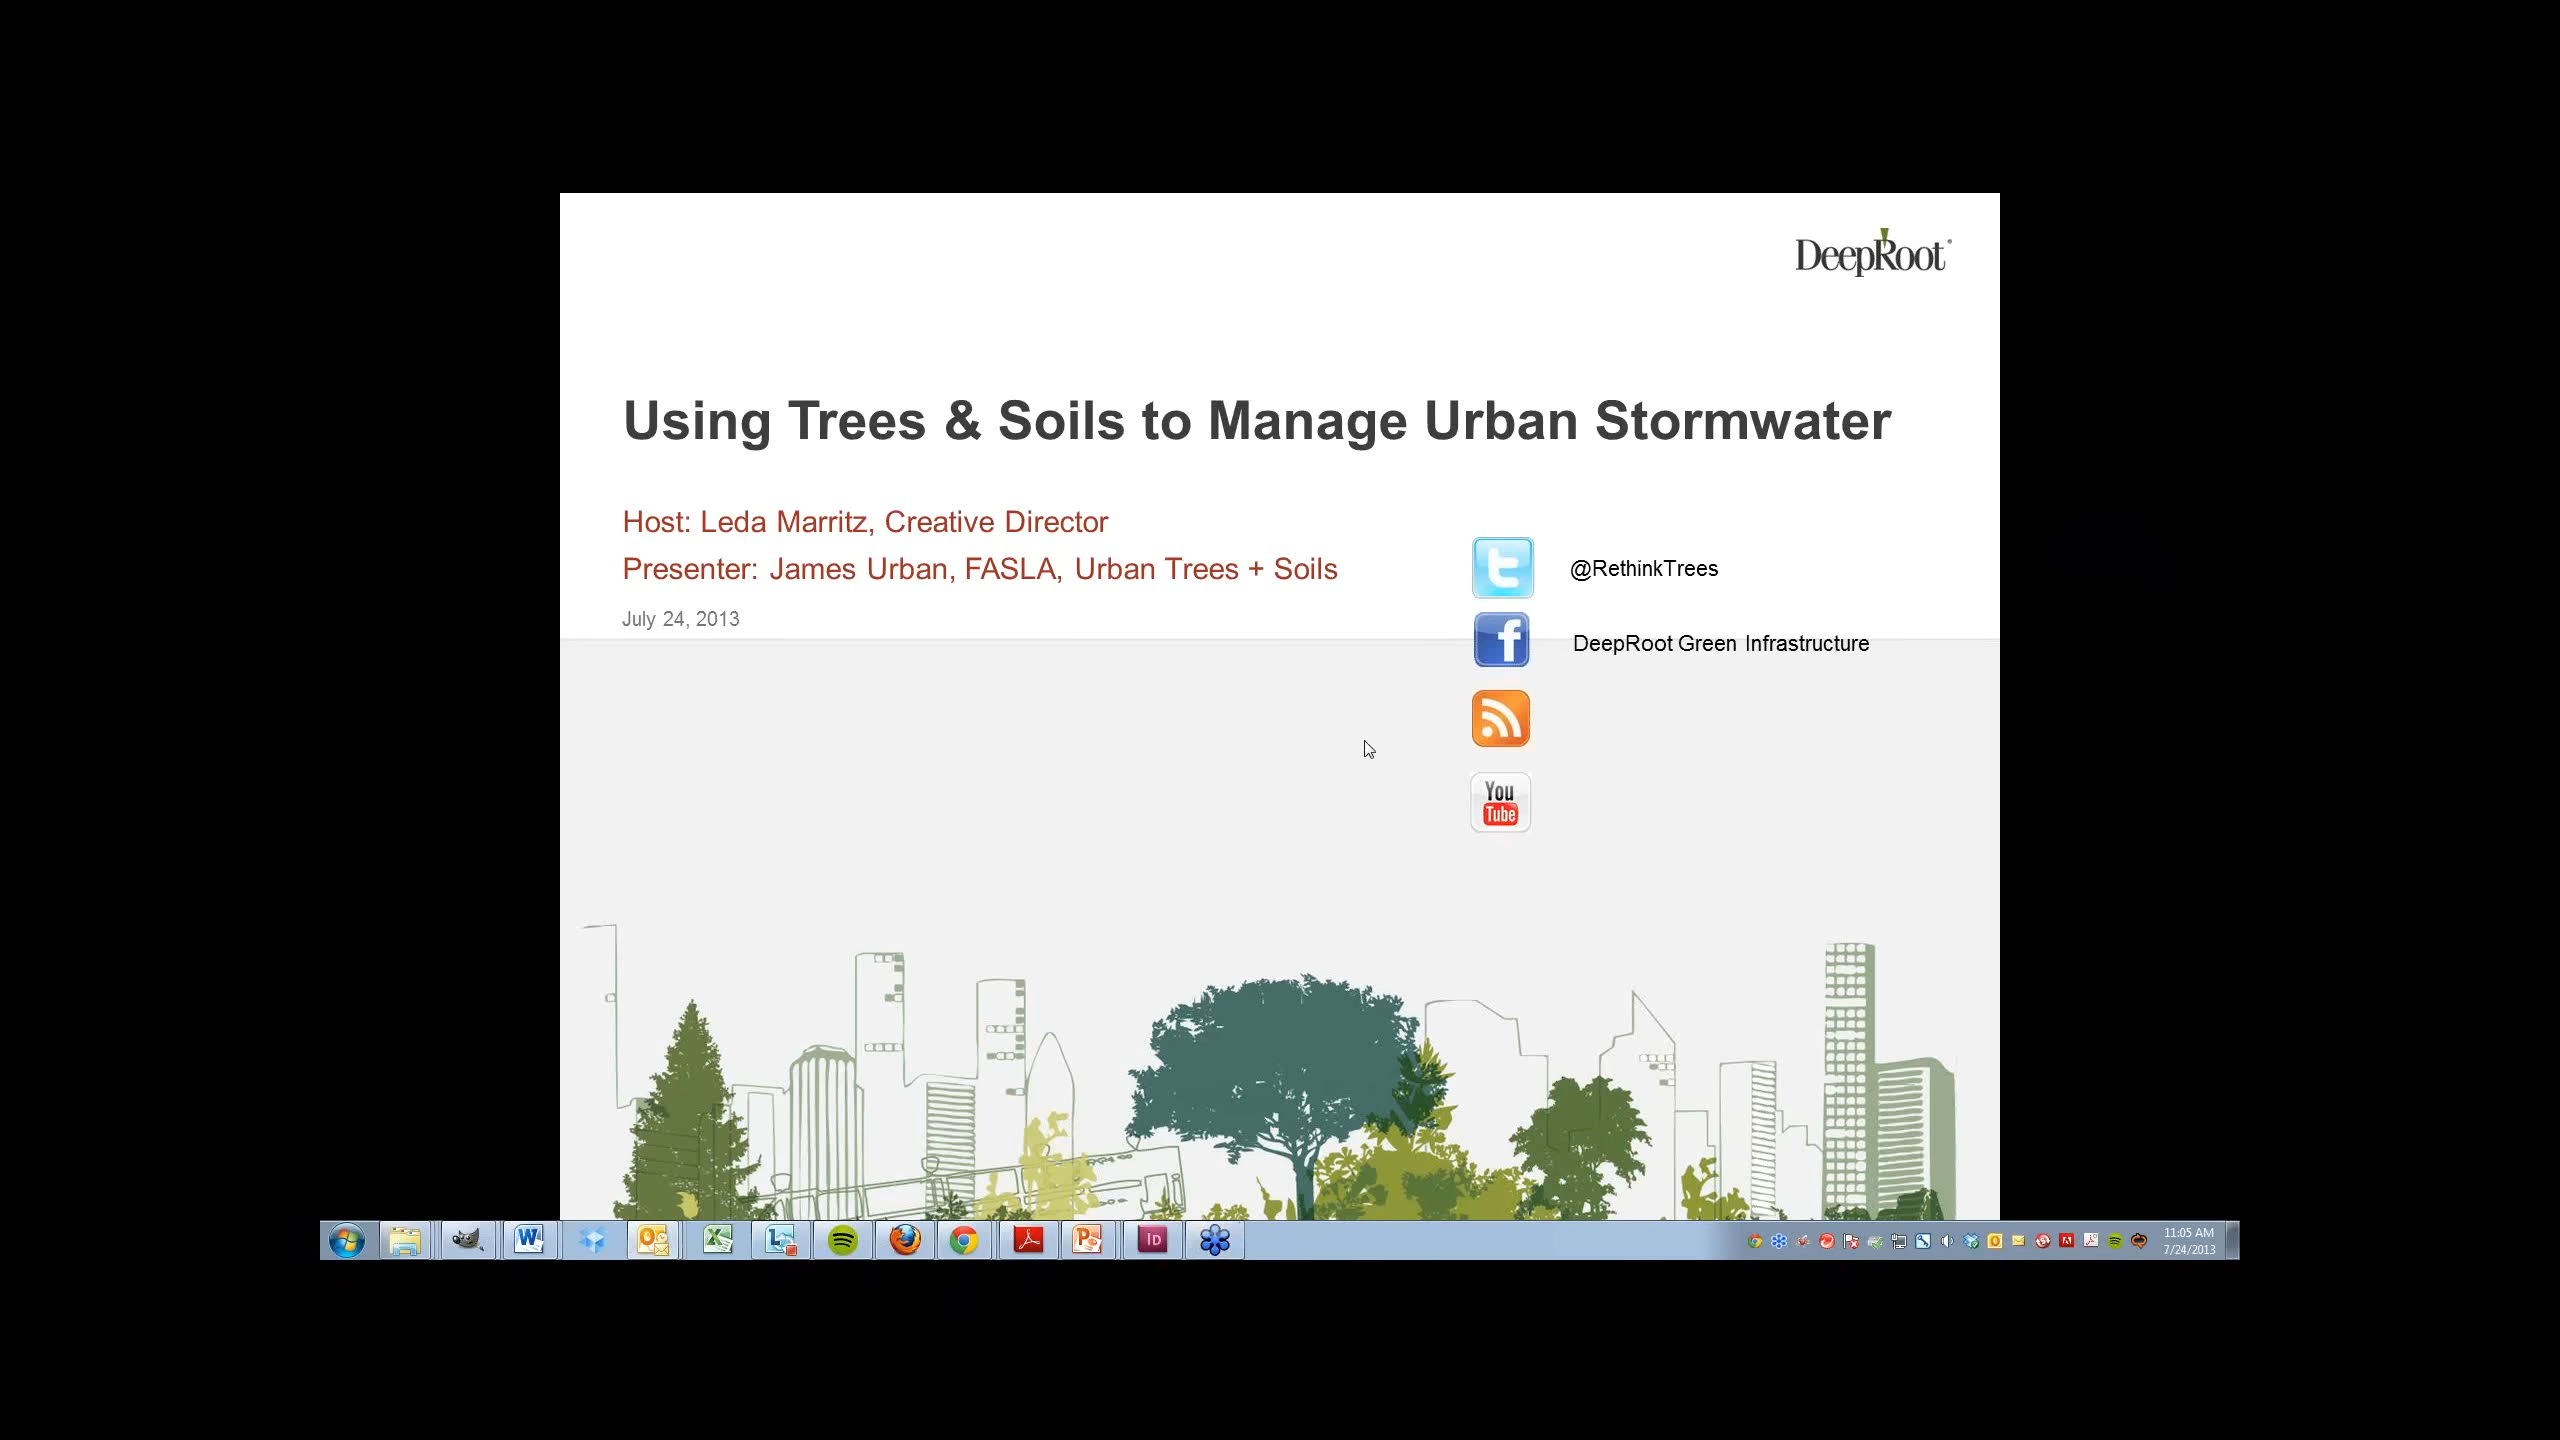 DeepRoot
Using Trees & Soils to Manage Urban Stormwater
Host: Leda Marritz, Creative Director
Presenter: James Urban, FASLA, Urban Trees + Soils
July 24, 2013
@RethinkTrees
DeepRoot Green Infrastructure
You
Tube
11:05 AM
7/24/2013